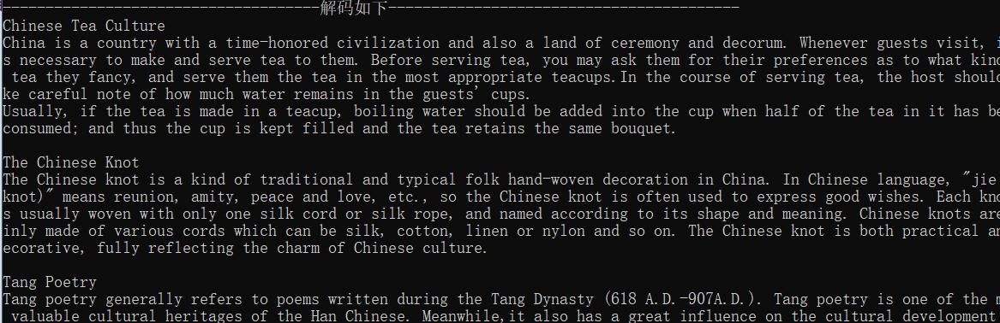 -------------------------------------解码如下-----------------------------------------
Chinese Tea Culture
China is a country with a time-honored civilization and also a land of ceremony and decorum. Whenever guests visit, i
s necessary to make and serve tea to them. Before serving tea, you may ask them for their preferences as to what kind
tea they fancy, and serve them the tea in the most appropriate teacups.In the course of serving tea, the host should
ke careful note of how much water remains in the guests' cups.
Usually, if the tea is made in a teacup, boiling water should be added into the cup when half of the tea in it has be
consumed; and thus the cup is kept filled and the tea retains the same bouquet.

The Chinese Knot
The Chinese knot is a kind of traditional and typical folk hand-woven decoration in China. In Chinese language, "jie
knot)" means reunion, amity, peace and love, etc., so the Chinese knot is often used to express good wishes. Each kno
s usually woven with only one silk cord or silk rope, and named according to its shape and meaning. Chinese knots are
inly made of various cords which can be silk, cotton, linen or nylon and so on. The Chinese knot is both practical an
ecorative, fully reflecting the charm of Chinese culture.

Tang Poetry
Tang poetry generally refers to poems written during the Tang Dynasty (618 A.D.-907A.D.). Tang poetry is one of the m
valuable cultural heritages of the Han Chinese. Meanwhile,it also has a great influence on the cultural development